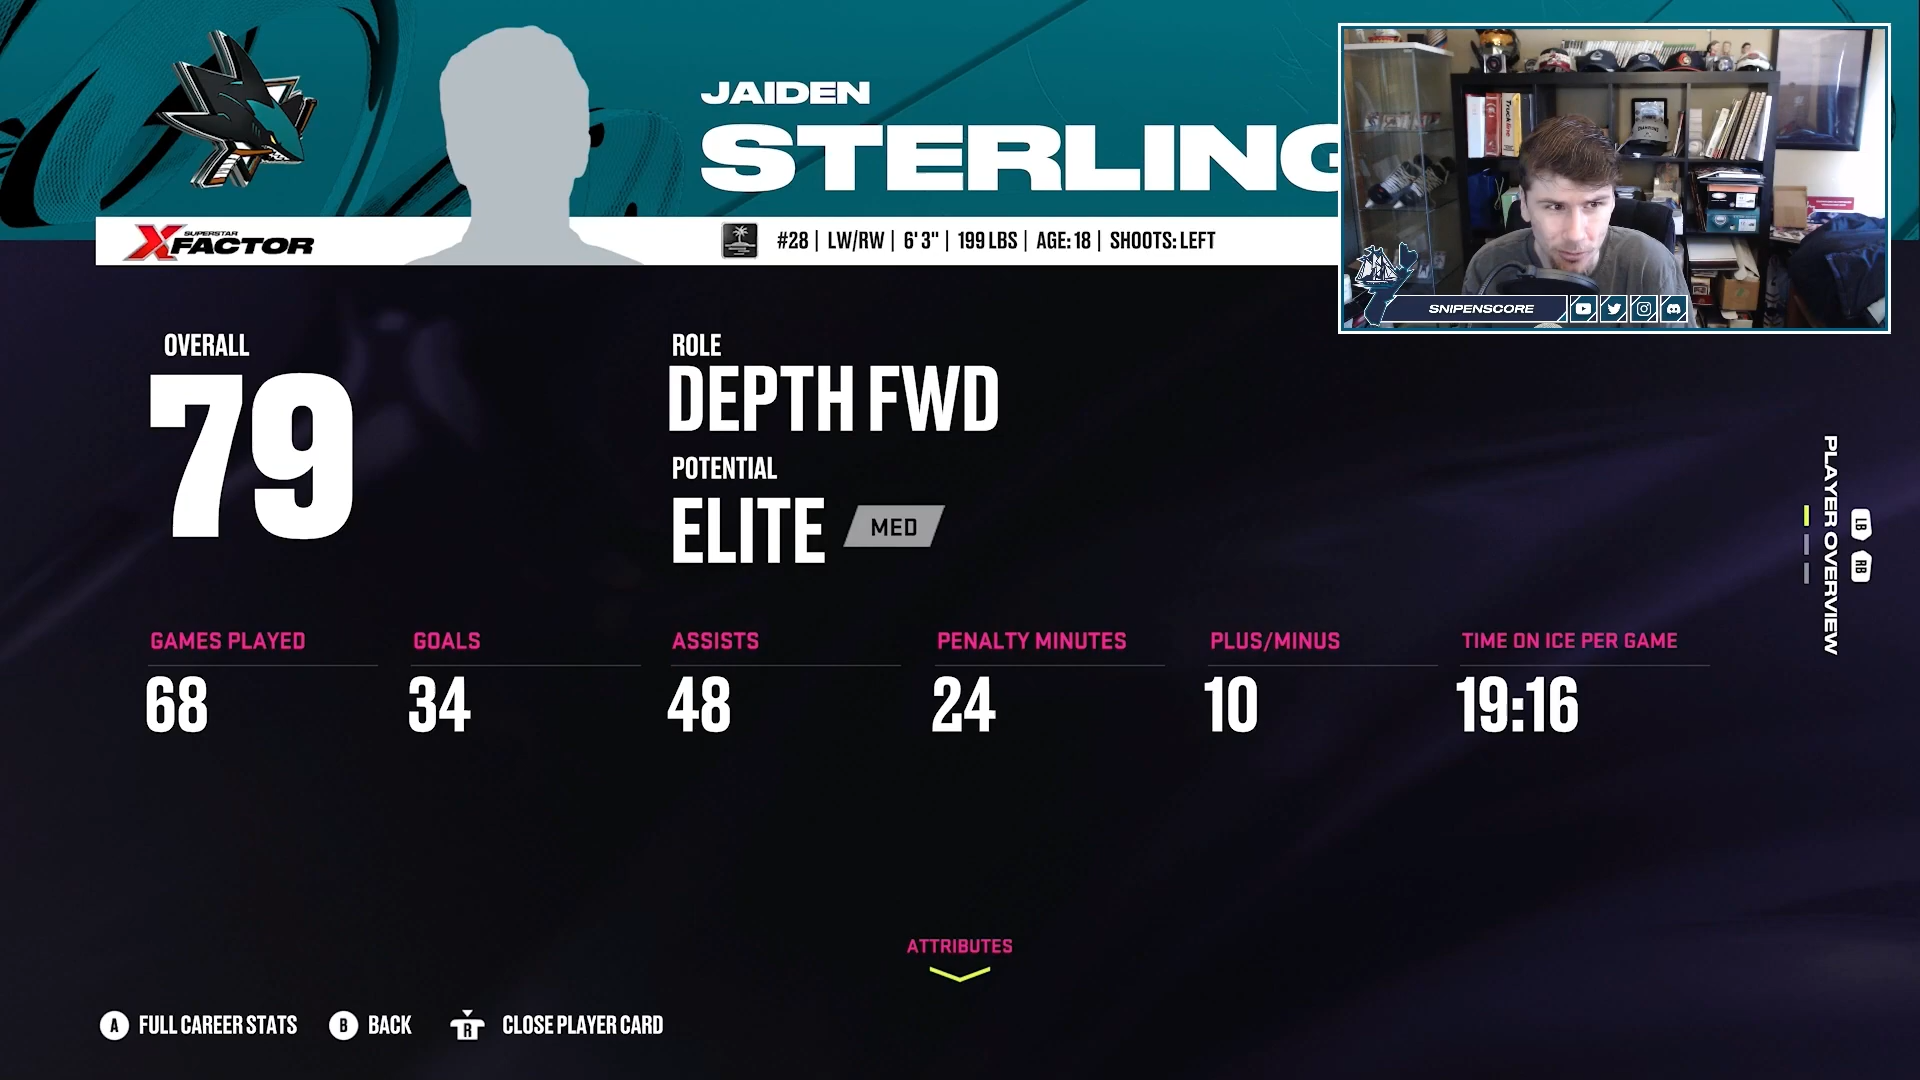 JAIDEN
STERLING
SUPERSTAR
XFACTOR
#28 | LW/RW | 6' 3" | 199 LBS | AGE: 18 | SHOOTS: LEFT
SNIPENSCORE
OVERALL
79
ROLE
DEPTH FWD
POTENTIAL
ELITE MED
GAMES PLAYED
68
GOALS
34
ASSISTS
48
PENALTY MINUTES
24
PLUS/MINUS
10
TIME ON ICE PER GAME
19:16
PLAYER OVERVIEW
LB RB
ATTRIBUTES
A FULL CAREER STATS B BACK R CLOSE PLAYER CARD